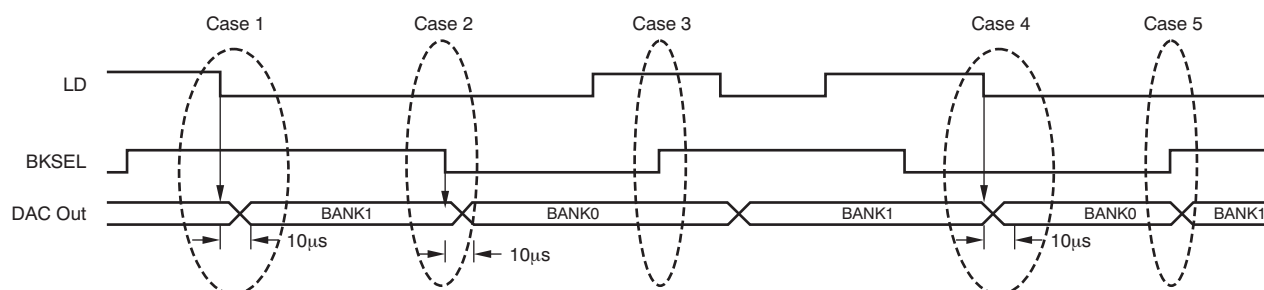 Case 1 Case 2 Case 3 Case 4 Case 5
LD
BKSEL
DAC Out BANK1 BANK0 BANK1 BANK0 BANK1
10µs 10µs 10µs